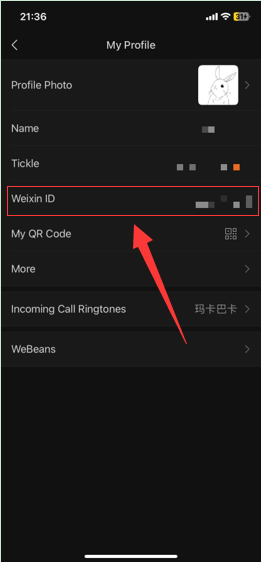 21:36
31
My Profile
Profile Photo
Name
Tickle
Weixin ID
My QR Code
More
Incoming Call Ringtones 玛卡巴卡
WeBeans